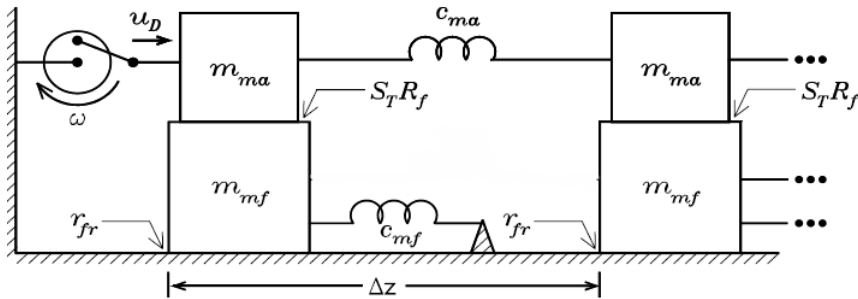 u_D
c_ma
m_ma
m_ma
S_T R_f
S_T R_f
ω
m_mf
m_mf
r_fr
c_mf
r_fr
Δz